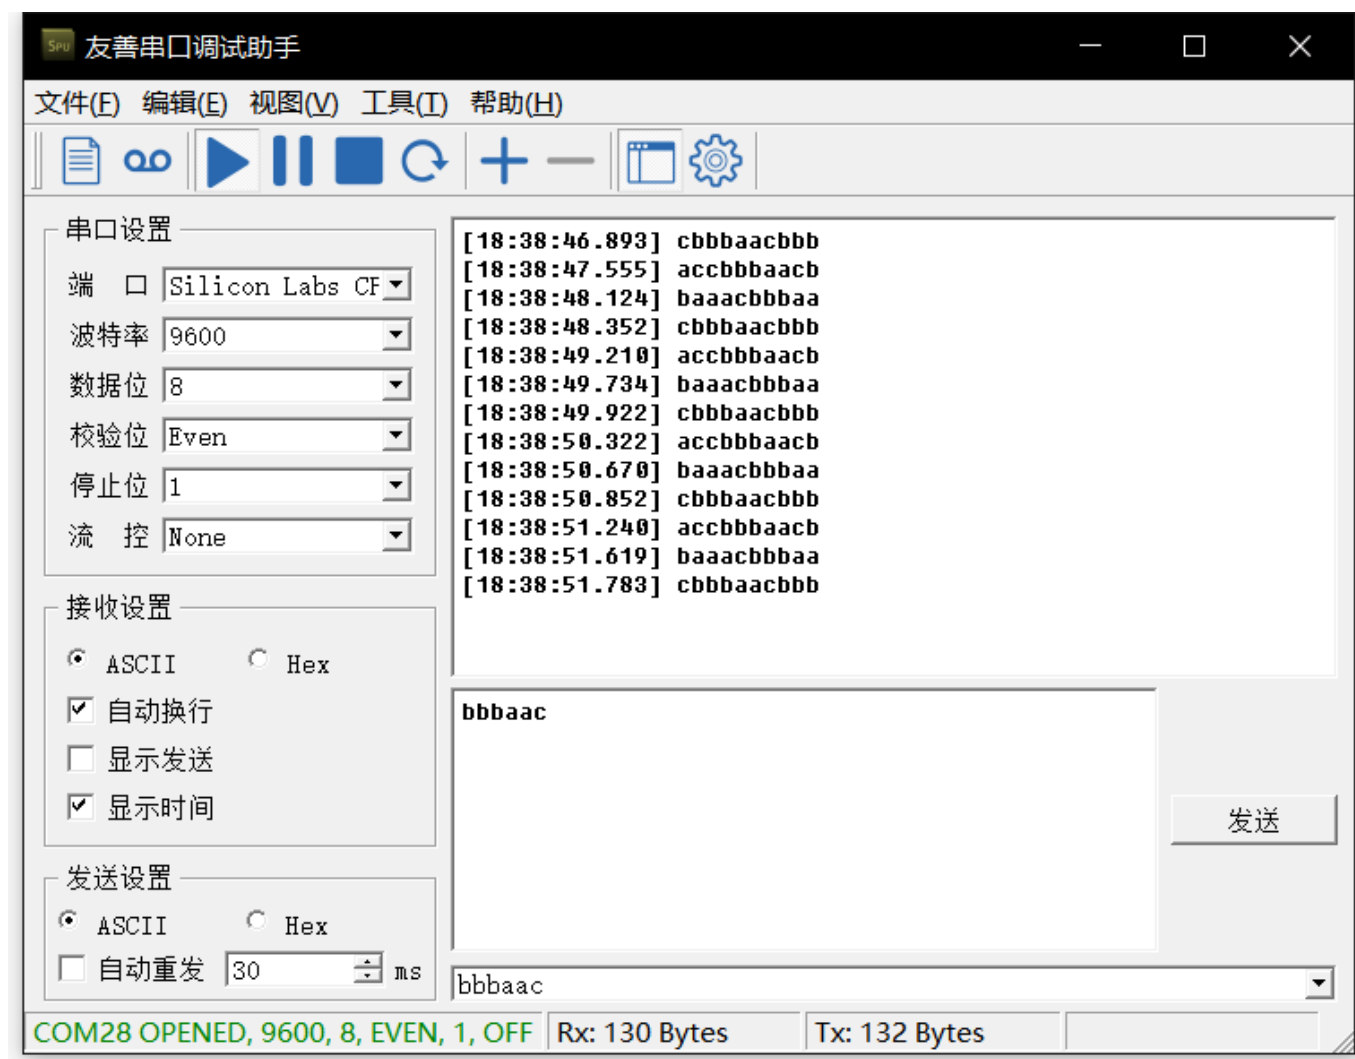 SPU 友善串口调试助手
文件(F) 编辑(E) 视图(V) 工具(T) 帮助(H)
串口设置
端 口 Silicon Labs CP
波特率 9600
数据位 8
校验位 Even
停止位 1
流 控 None
接收设置
ASCII Hex
自动换行
显示发送
显示时间
发送设置
ASCII Hex
自动重发 30 ms
[18:38:46.893] cbbbaacbbb
[18:38:47.555] accbbbaacb
[18:38:48.124] baaacbbbaa
[18:38:48.352] cbbbaacbbb
[18:38:49.210] accbbbaacb
[18:38:49.734] baaacbbbaa
[18:38:49.922] cbbbaacbbb
[18:38:50.322] accbbbaacb
[18:38:50.670] baaacbbbaa
[18:38:50.852] cbbbaacbbb
[18:38:51.240] accbbbaacb
[18:38:51.619] baaacbbbaa
[18:38:51.783] cbbbaacbbb
bbbaac
发送
bbbaac
COM28 OPENED, 9600, 8, EVEN, 1, OFF Rx: 130 Bytes Tx: 132 Bytes